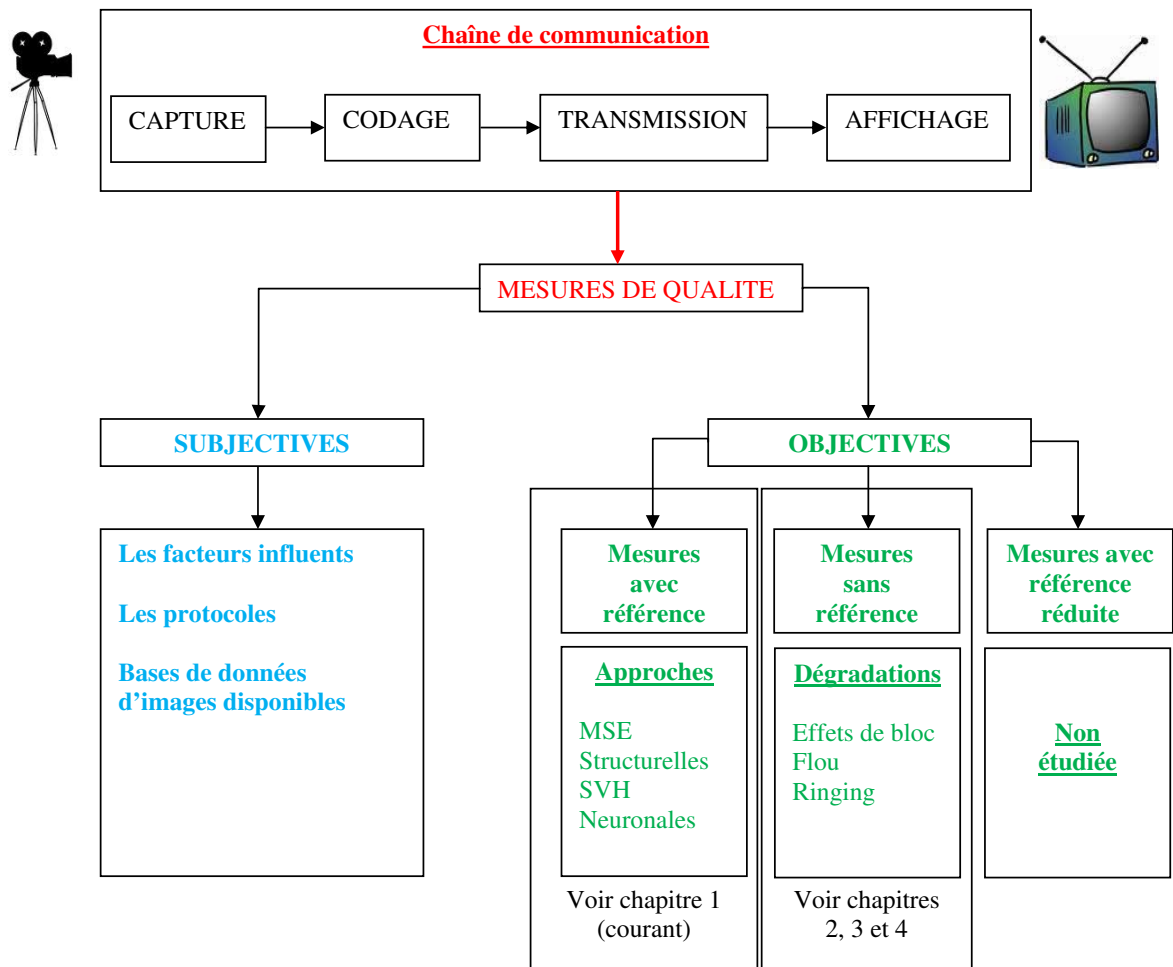 Chaîne de communication
CAPTURE
CODAGE
TRANSMISSION
AFFICHAGE
MESURES DE QUALITE
SUBJECTIVES
OBJECTIVES
Les facteurs influents
Les protocoles
Bases de données
d’images disponibles
Mesures
avec
référence
Approches
MSE
Structurelles
SVH
Neuronales
Voir chapitre 1
(courant)
Mesures
sans
référence
Dégradations
Effets de bloc
Flou
Ringing
Voir chapitres
2, 3 et 4
Mesures avec
référence
réduite
Non
étudiée